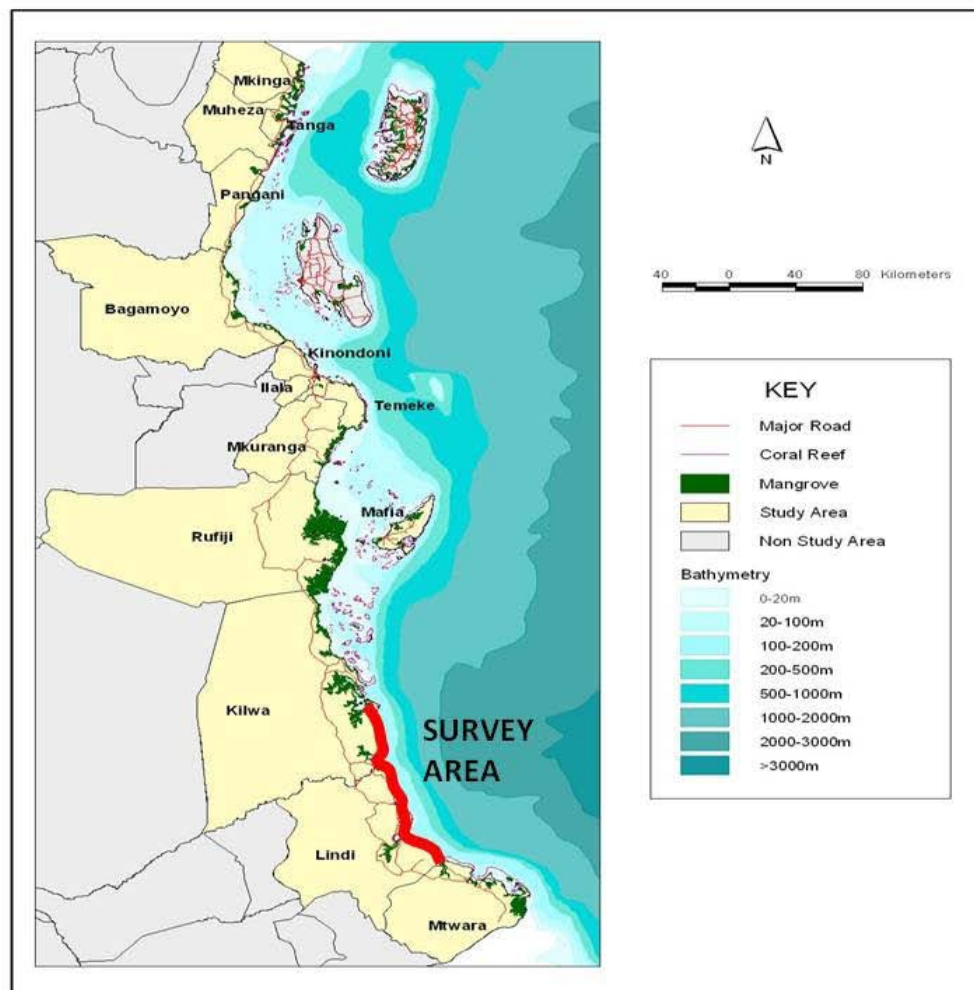 Mkinga
Muheza
Tanga
Pangani
Bagamoyo
Kinondoni
Ilala
Temeke
Mkuranga
Mafia
Rufiji
Kilwa
SURVEY
AREA
Lindi
Mtwara
N
40 0 40 80 Kilometers
KEY
Major Road
Coral Reef
Mangrove
Study Area
Non Study Area
Bathymetry
0-20m
20-100m
100-200m
200-500m
500-1000m
1000-2000m
2000-3000m
>3000m